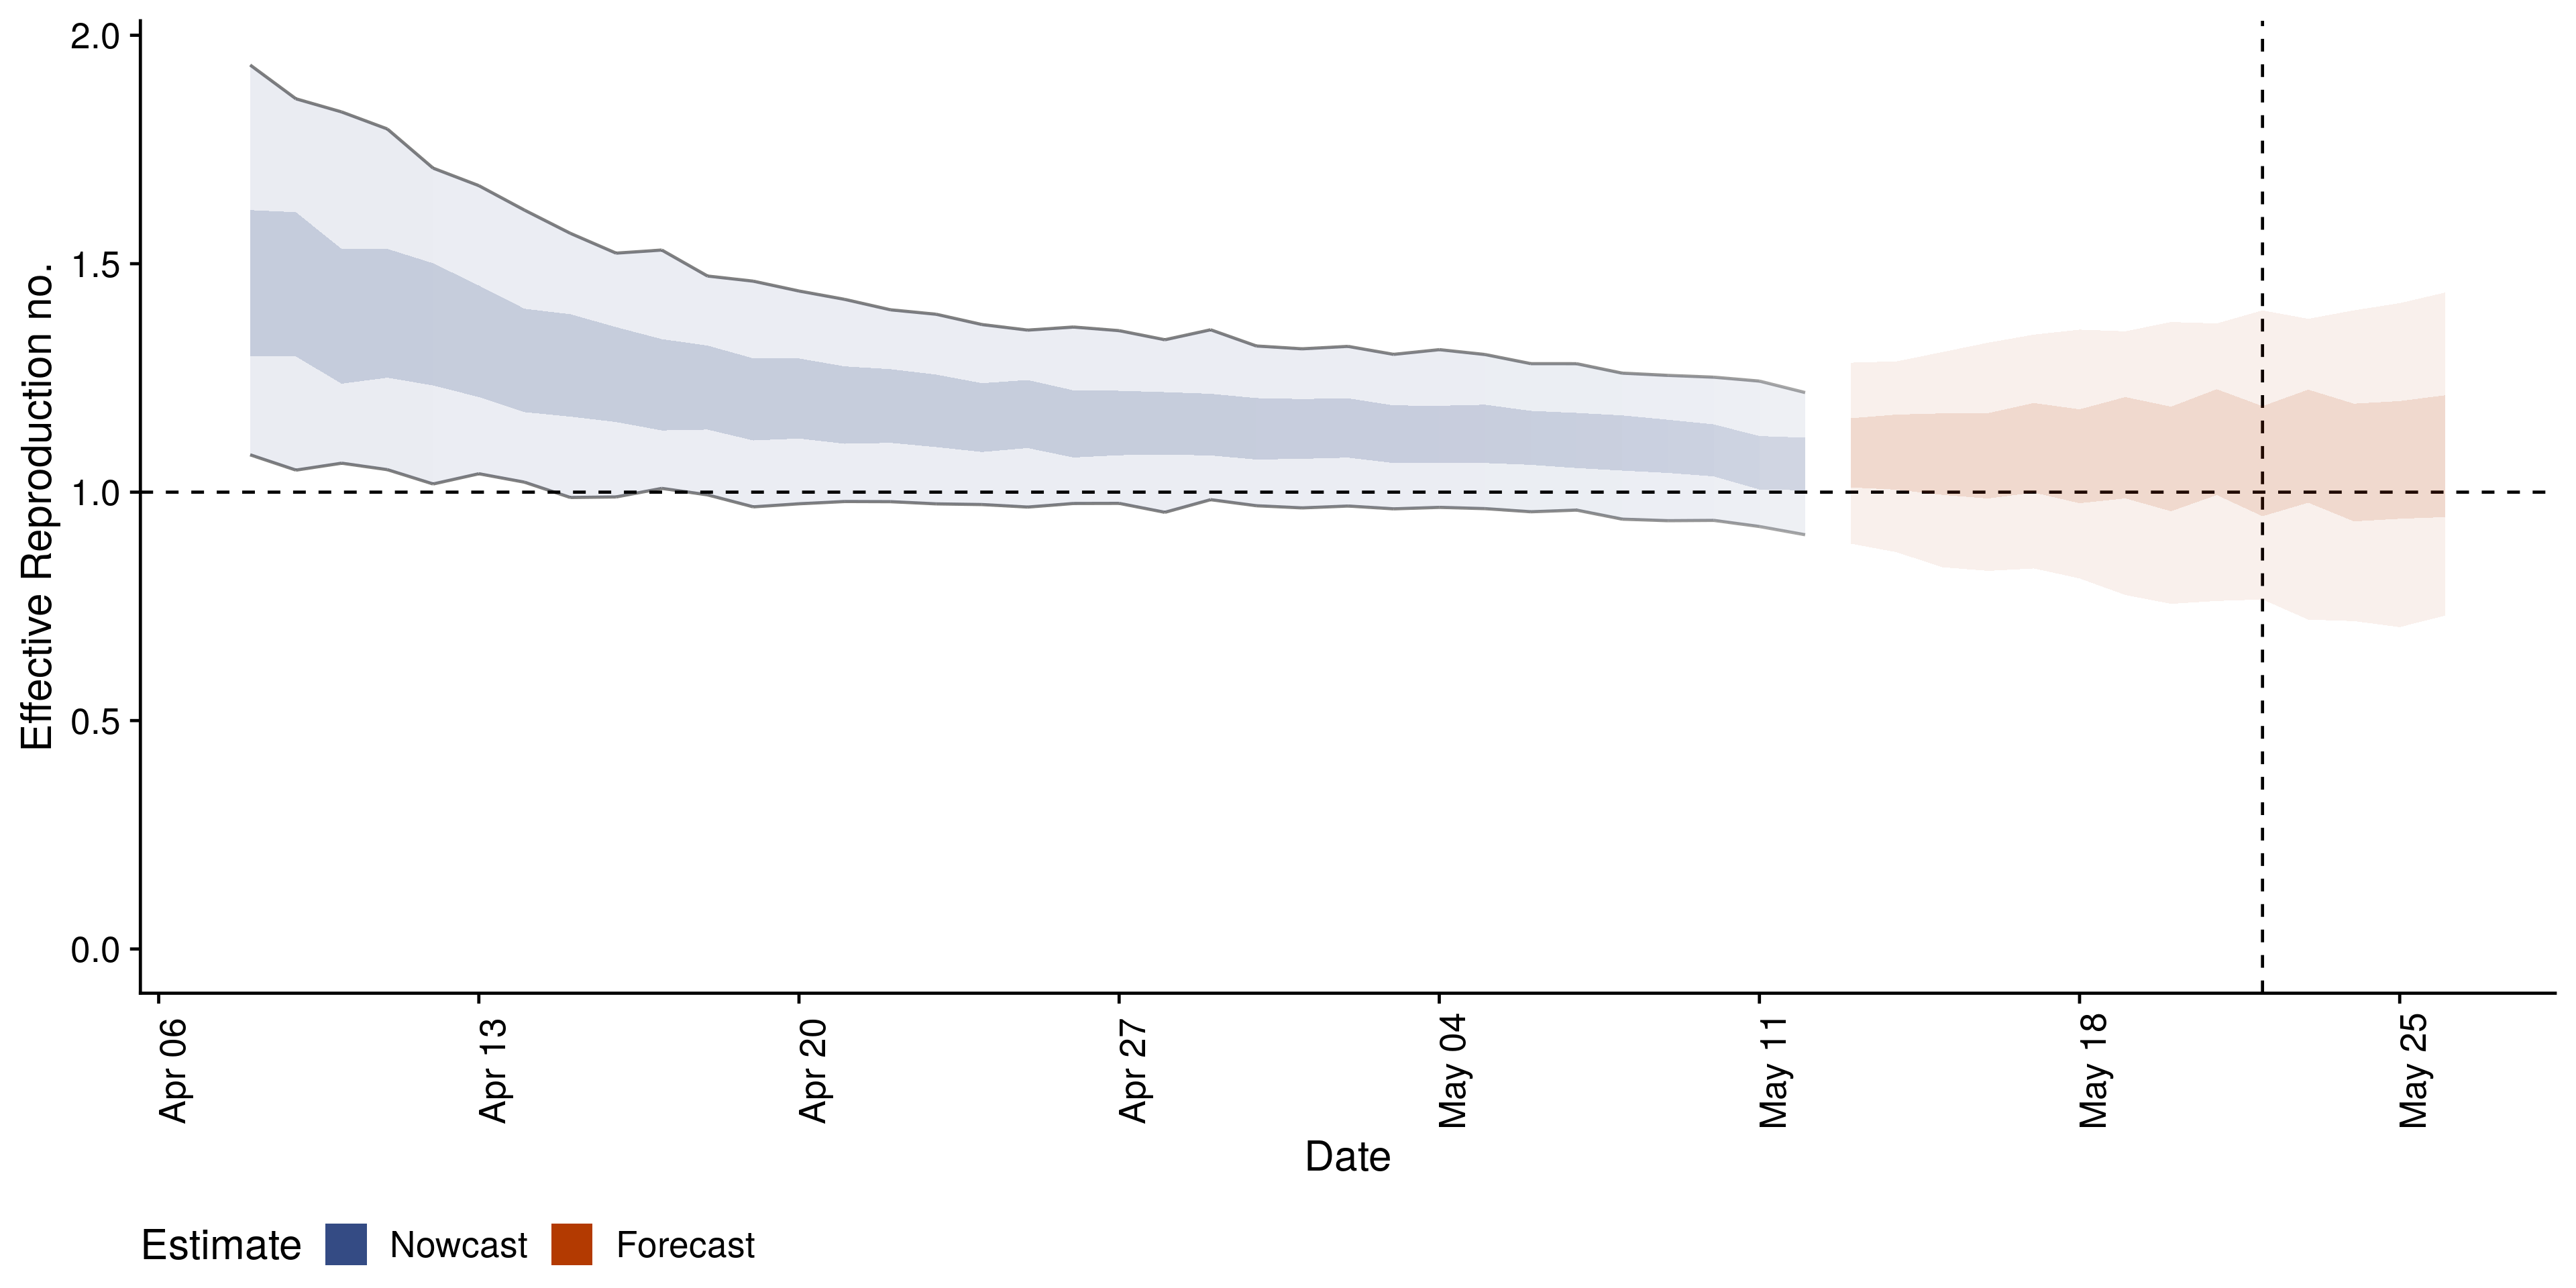 Effective Reproduction no.
2.0
1.5
1.0
0.5
0.0
Apr 06
Apr 13
Apr 20
Apr 27
May 04
May 11
May 18
May 25
Date
Estimate Nowcast Forecast